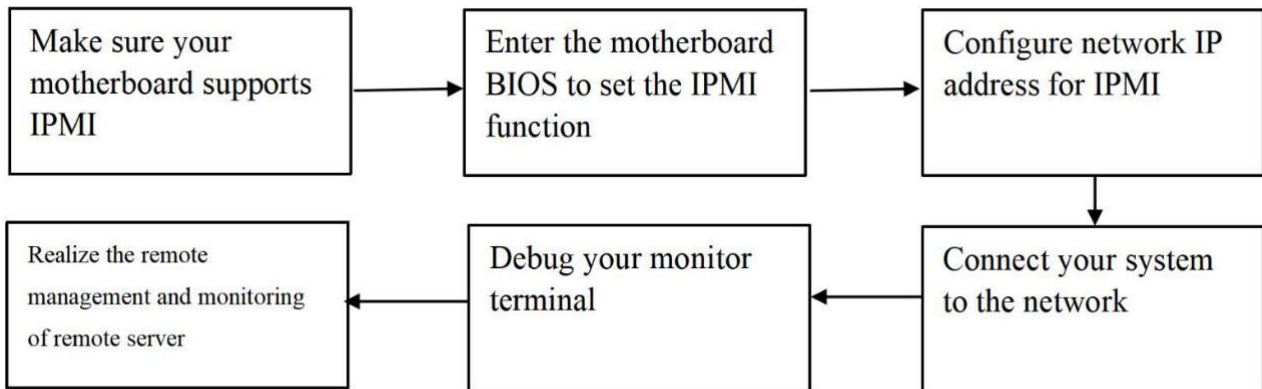 Make sure your
motherboard supports
IPMI
Enter the motherboard
BIOS to set the IPMI
function
Configure network IP
address for IPMI
Connect your system
to the network
Debug your monitor
terminal
Realize the remote
management and monitoring
of remote server